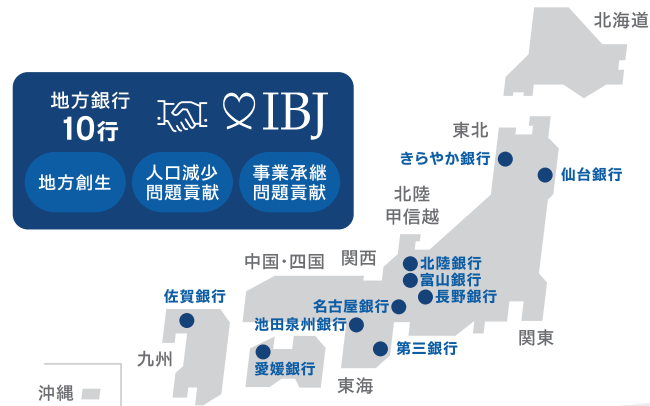 北海道
地方銀行
10行
IBJ
地方創生
人口減少
問題貢献
事業承継
問題貢献
東北
きらやか銀行
仙台銀行
北陸
甲信越
北陸銀行
富山銀行
長野銀行
中国・四国
関西
佐賀銀行
名古屋銀行
池田泉州銀行
関東
第三銀行
九州
愛媛銀行
東海
沖縄